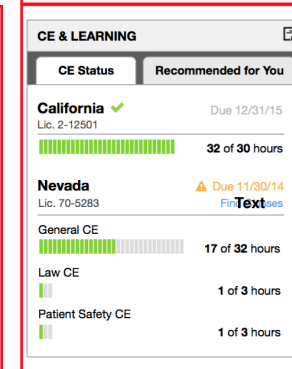 CE & LEARNING
CE Status
Recommended for You
California
Due 12/31/15
Lic. 2-12501
32 of 30 hours
Nevada
Due 11/30/14
Lic. 70-5283
Text
General CE
17 of 32 hours
Law CE
1 of 3 hours
Patient Safety CE
1 of 3 hours